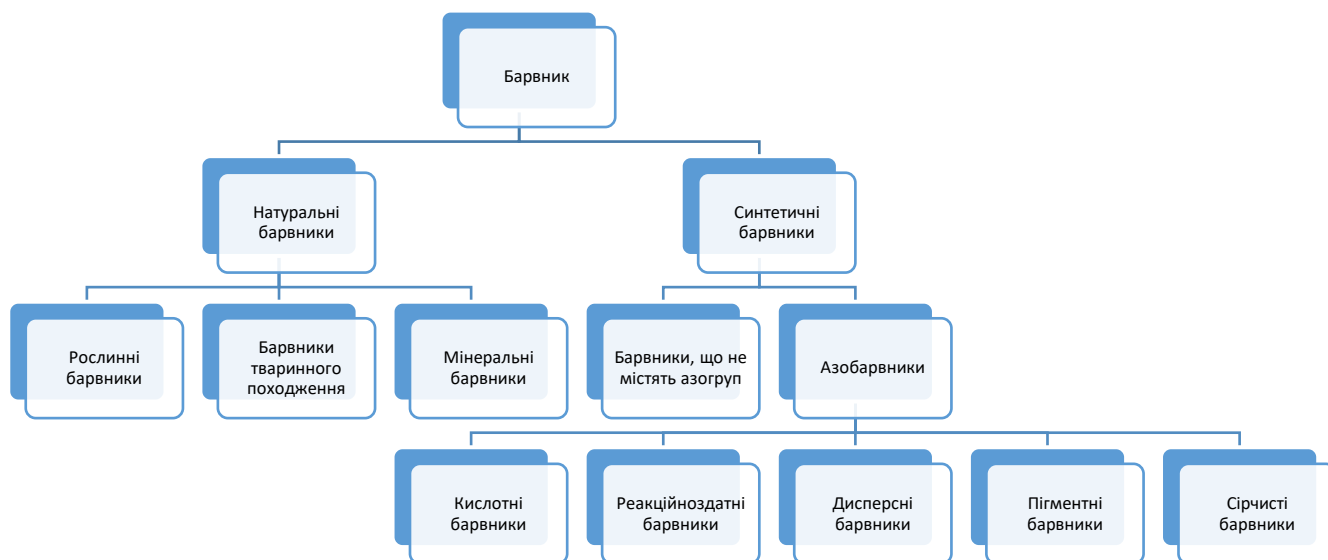 Барвник
Натуральні
барвники
Синтетичні
барвники
Рослинні
барвники
Барвники
тваринного
походження
Мінеральні
барвники
Барвники, що не
містять азогруп
Азобарвники
Кислотні
барвники
Реакційноздатні
барвники
Дисперсні
барвники
Пігментні
барвники
Сірчисті
барвники